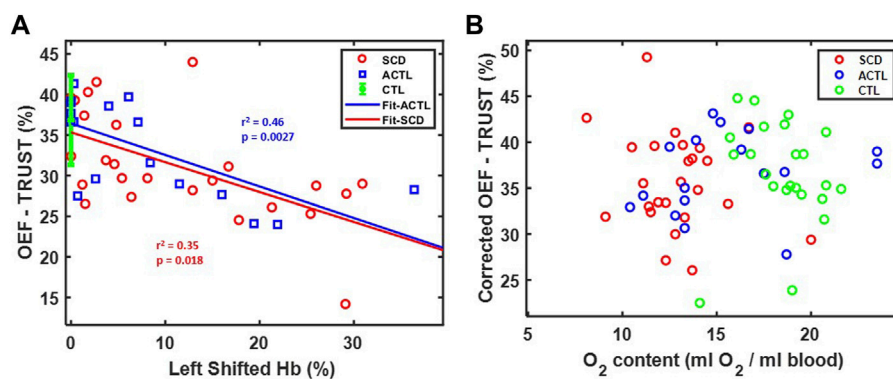 A
OEF - TRUST (%)
45
40
35
30
25
20
15
0
10
20
30
Left Shifted Hb (%)
SCD
ACTL
CTL
Fit-ACTL
Fit-SCD
r² = 0.46
p = 0.0027
r² = 0.35
p = 0.018
B
Corrected OEF - TRUST (%)
50
45
40
35
30
25
5
10
15
20
O₂ content (ml O₂ / ml blood)
SCD
ACTL
CTL